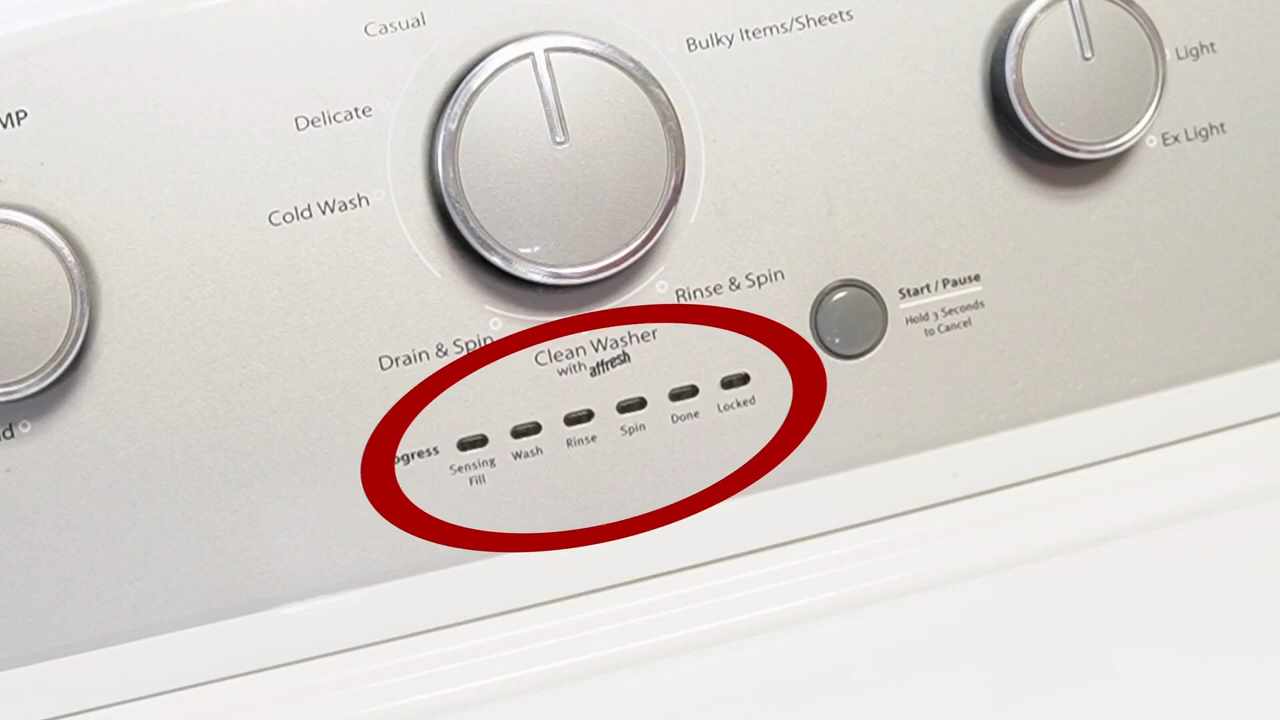 Casual
Bulky Items/Sheets
Light
MP
Delicate
Ex Light
Cold Wash
Rinse & Spin
Start / Pause
Hold 3 Seconds
to Cancel
Drain & Spin
Clean Washer
with affresh
ogress
Sensing
Fill
Wash
Rinse
Spin
Done
Locked
d